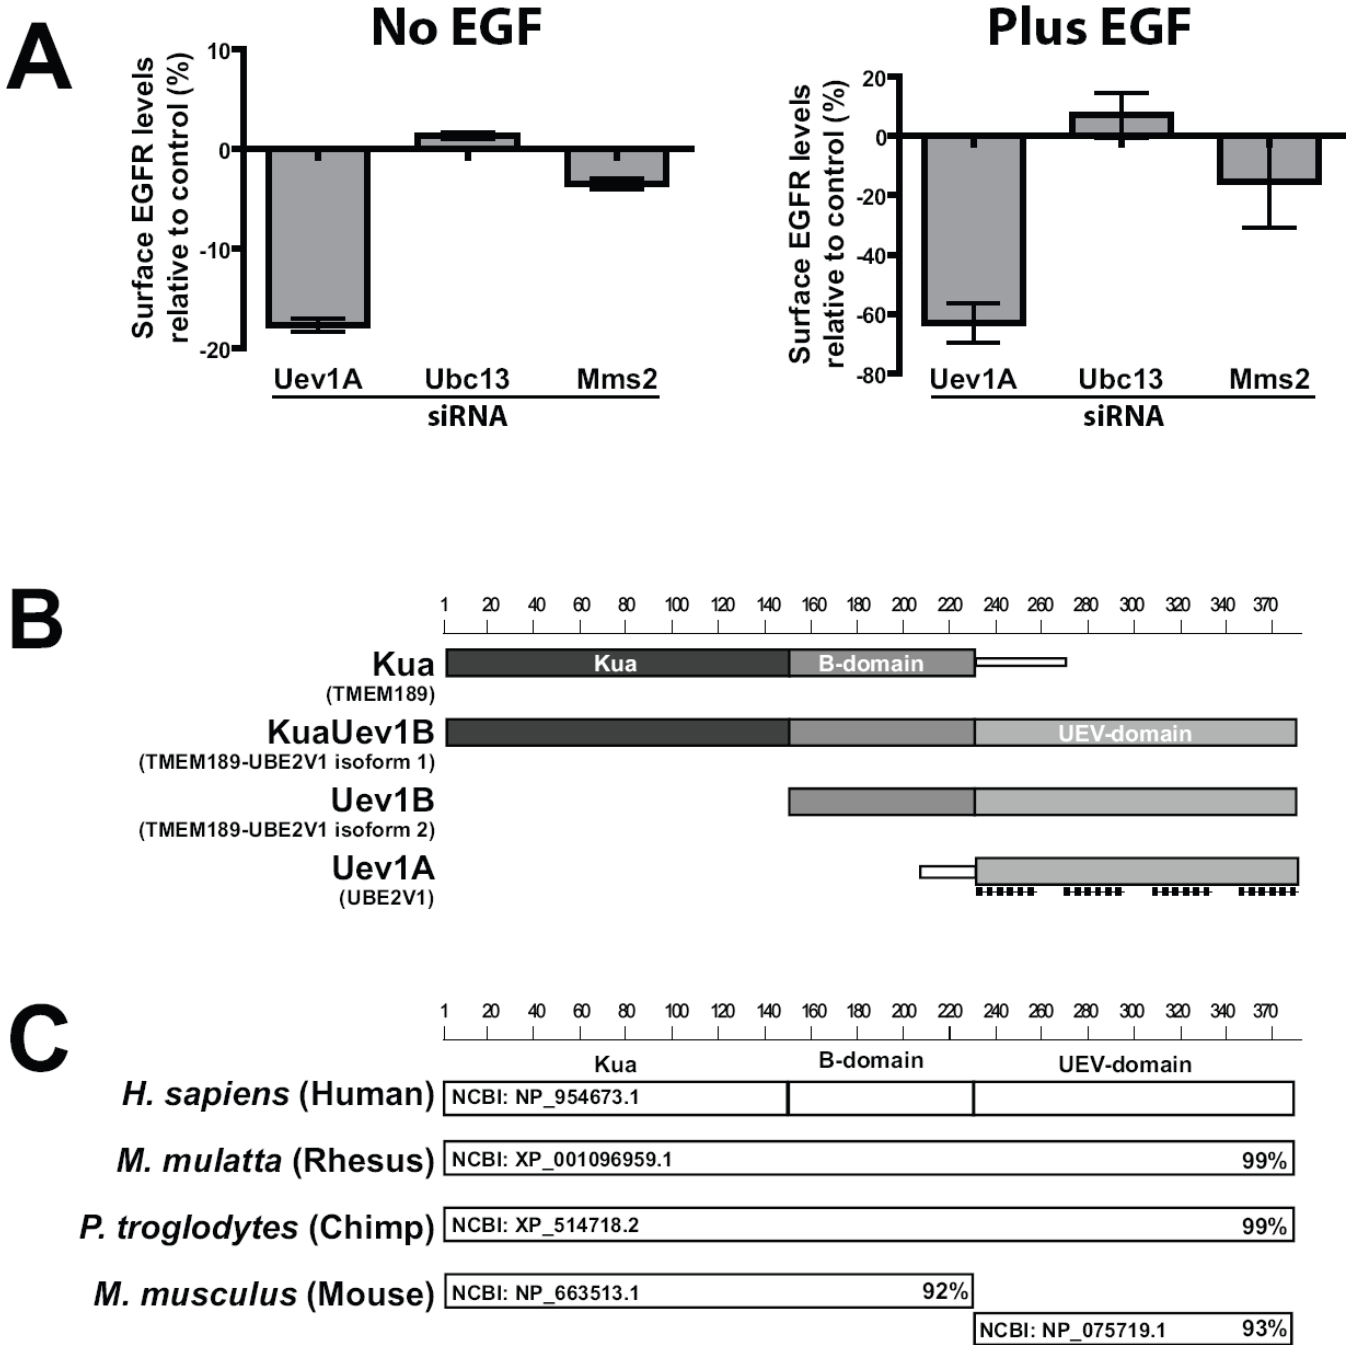 A
No EGF
Plus EGF
Surface EGFR levels
relative to control (%)
10
0
-10
-20
Uev1A Ubc13 Mms2
siRNA
Surface EGFR levels
relative to control (%)
20
0
-20
-40
-60
-80
Uev1A Ubc13 Mms2
siRNA
B
1 20 40 60 80 100 120 140 160 180 200 220 240 260 280 300 320 340 370
Kua
(TMEM189)
Kua B-domain
KuaUev1B
(TMEM189-UBE2V1 isoform 1)
UEV-domain
Uev1B
(TMEM189-UBE2V1 isoform 2)
Uev1A
(UBE2V1)
C
1 20 40 60 80 100 120 140 160 180 200 220 240 260 280 300 320 340 370
Kua B-domain UEV-domain
H. sapiens (Human) NCBI: NP_954673.1
M. mulatta (Rhesus) NCBI: XP_001096959.1 99%
P. troglodytes (Chimp) NCBI: XP_514718.2 99%
M. musculus (Mouse) NCBI: NP_663513.1 92%
NCBI: NP_075719.1 93%